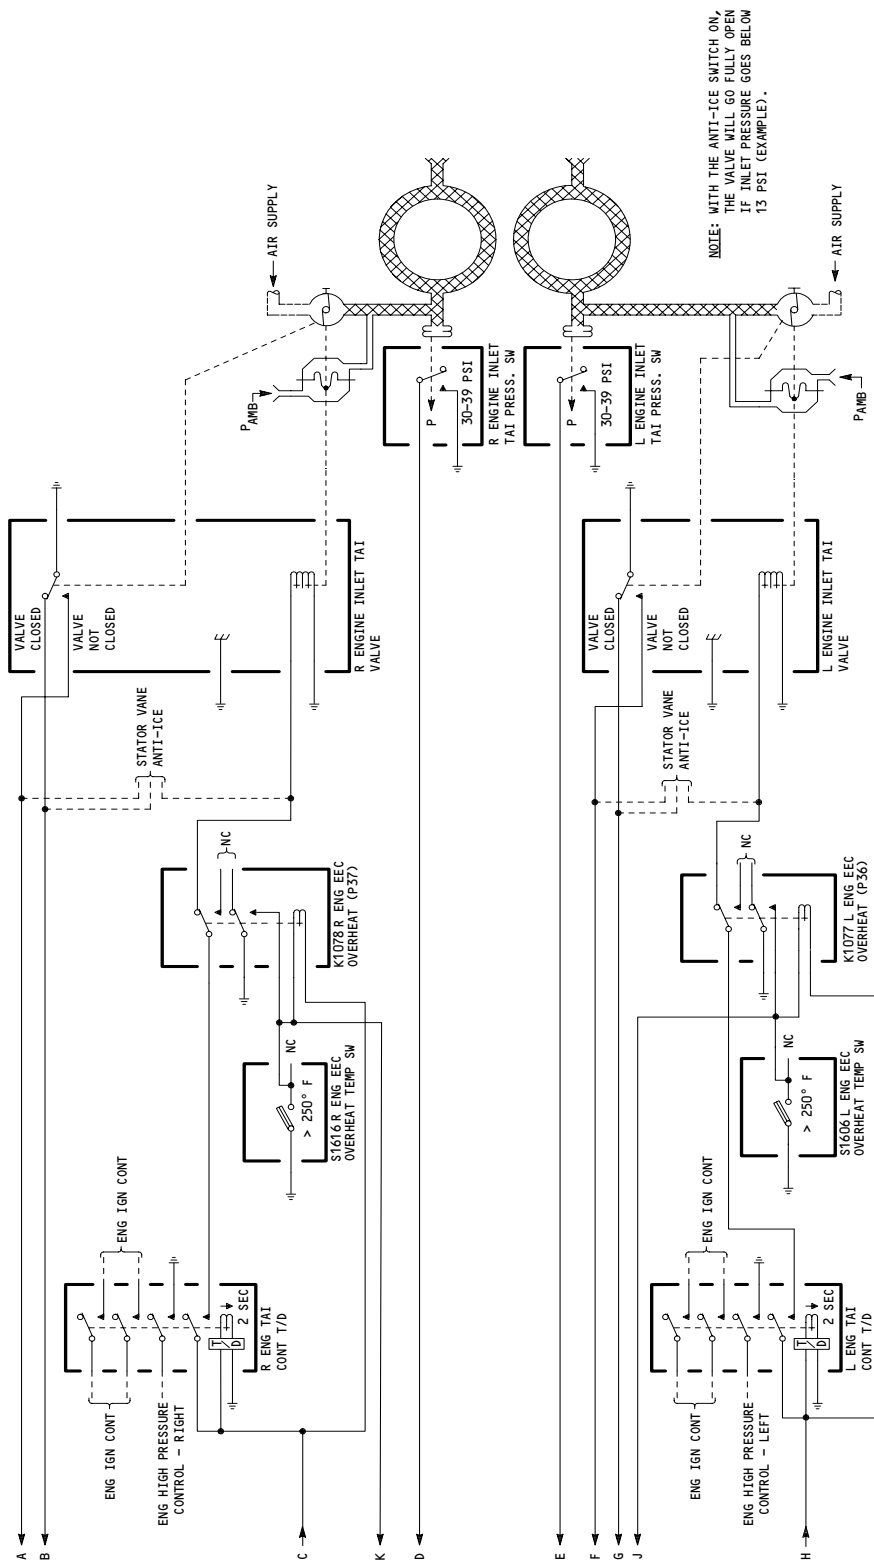 A
B
C
K
D
E
F
G
J
H
ENG IGN CONT
ENG HIGH PRESSURE
CONTROL - RIGHT
ENG IGN CONT
T
D
2 SEC
R ENG TAI
CONT T/D
> 250° F
NC
S1616 R ENG EEC
OVERHEAT TEMP SW
NC
K1078 R ENG EEC
OVERHEAT (P37)
STATOR VANE
ANTI-ICE
VALVE
CLOSED
VALVE
NOT
CLOSED
R ENGINE INLET TAI
VALVE
PAMB
AIR SUPPLY
P
30-39 PSI
R ENGINE INLET
TAI PRESS. SW
P
30-39 PSI
L ENGINE INLET
TAI PRESS. SW
ENG IGN CONT
ENG HIGH PRESSURE
CONTROL - LEFT
ENG IGN CONT
T
D
2 SEC
L ENG TAI
CONT T/D
> 250° F
NC
S1606 L ENG EEC
OVERHEAT TEMP SW
NC
K1077 L ENG EEC
OVERHEAT (P36)
STATOR VANE
ANTI-ICE
VALVE
CLOSED
VALVE
NOT
CLOSED
L ENGINE INLET TAI
VALVE
PAMB
AIR SUPPLY
NOTE: WITH THE ANTI-ICE SWITCH ON,
THE VALVE WILL GO FULLY OPEN
IF INLET PRESSURE GOES BELOW
13 PSI (EXAMPLE).